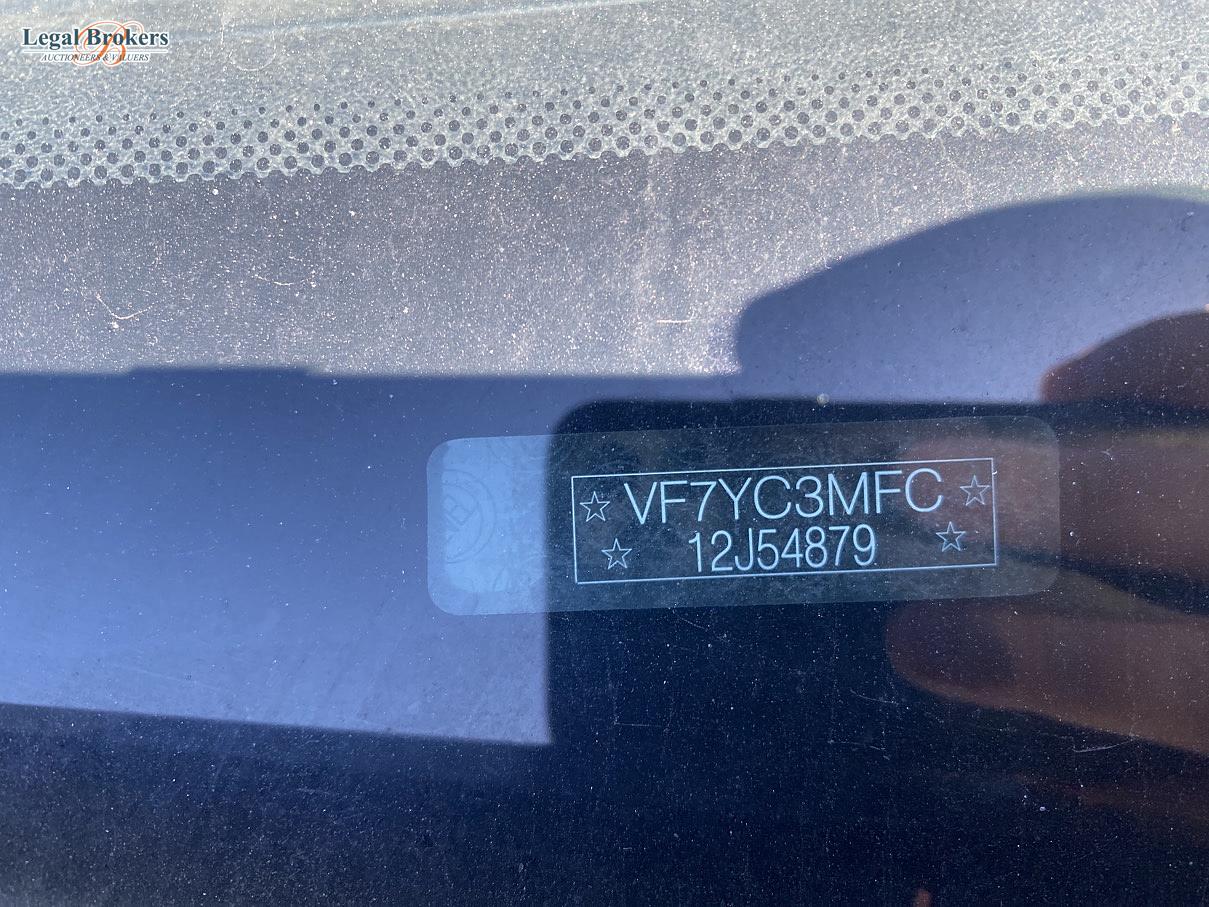 Legal Brokers
AUCTIONEERS & VALUERS
VF7YC3MFC
12J54879